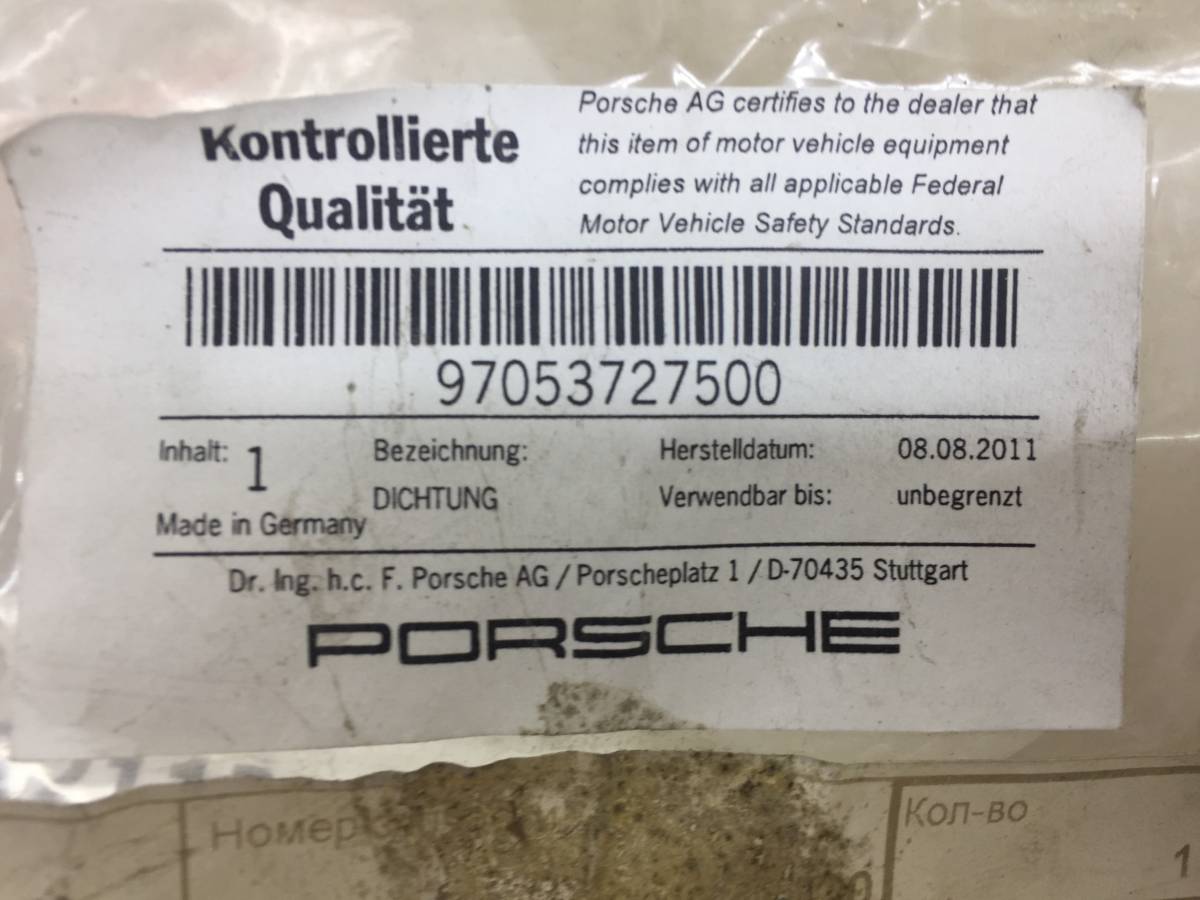 Kontrollierte
Qualität
Porsche AG certifies to the dealer that
this item of motor vehicle equipment
complies with all applicable Federal
Motor Vehicle Safety Standards.
97053727500
Inhalt: 1
Made in Germany
Bezeichnung:
DICHTUNG
Herstelldatum: 08.08.2011
Verwendbar bis: unbegrenzt
Dr. Ing. h.c. F. Porsche AG / Porscheplatz 1 / D-70435 Stuttgart
PORSCHE
Номер
Кол-во
1